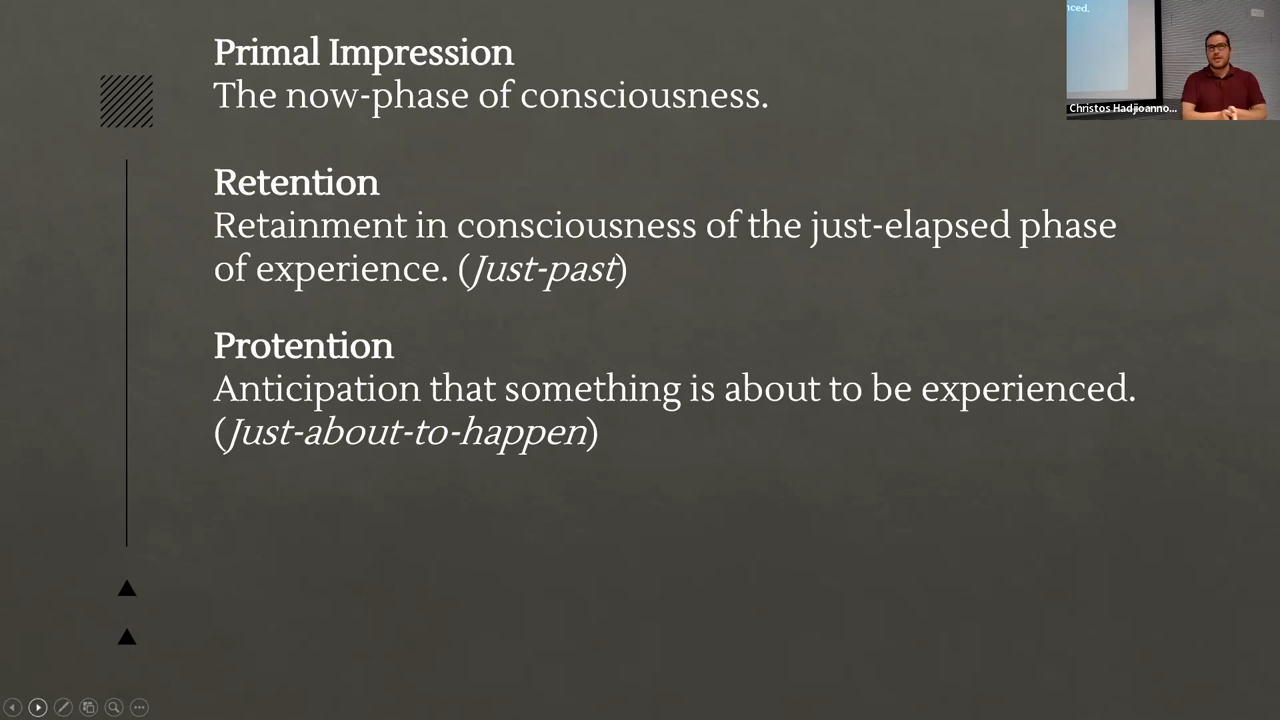 Primal Impression
The now-phase of consciousness.
Retention
Retainment in consciousness of the just-elapsed phase
of experience. (Just-past)
Protention
Anticipation that something is about to be experienced.
(Just-about-to-happen)
nced.
Christos Hadjioanno...